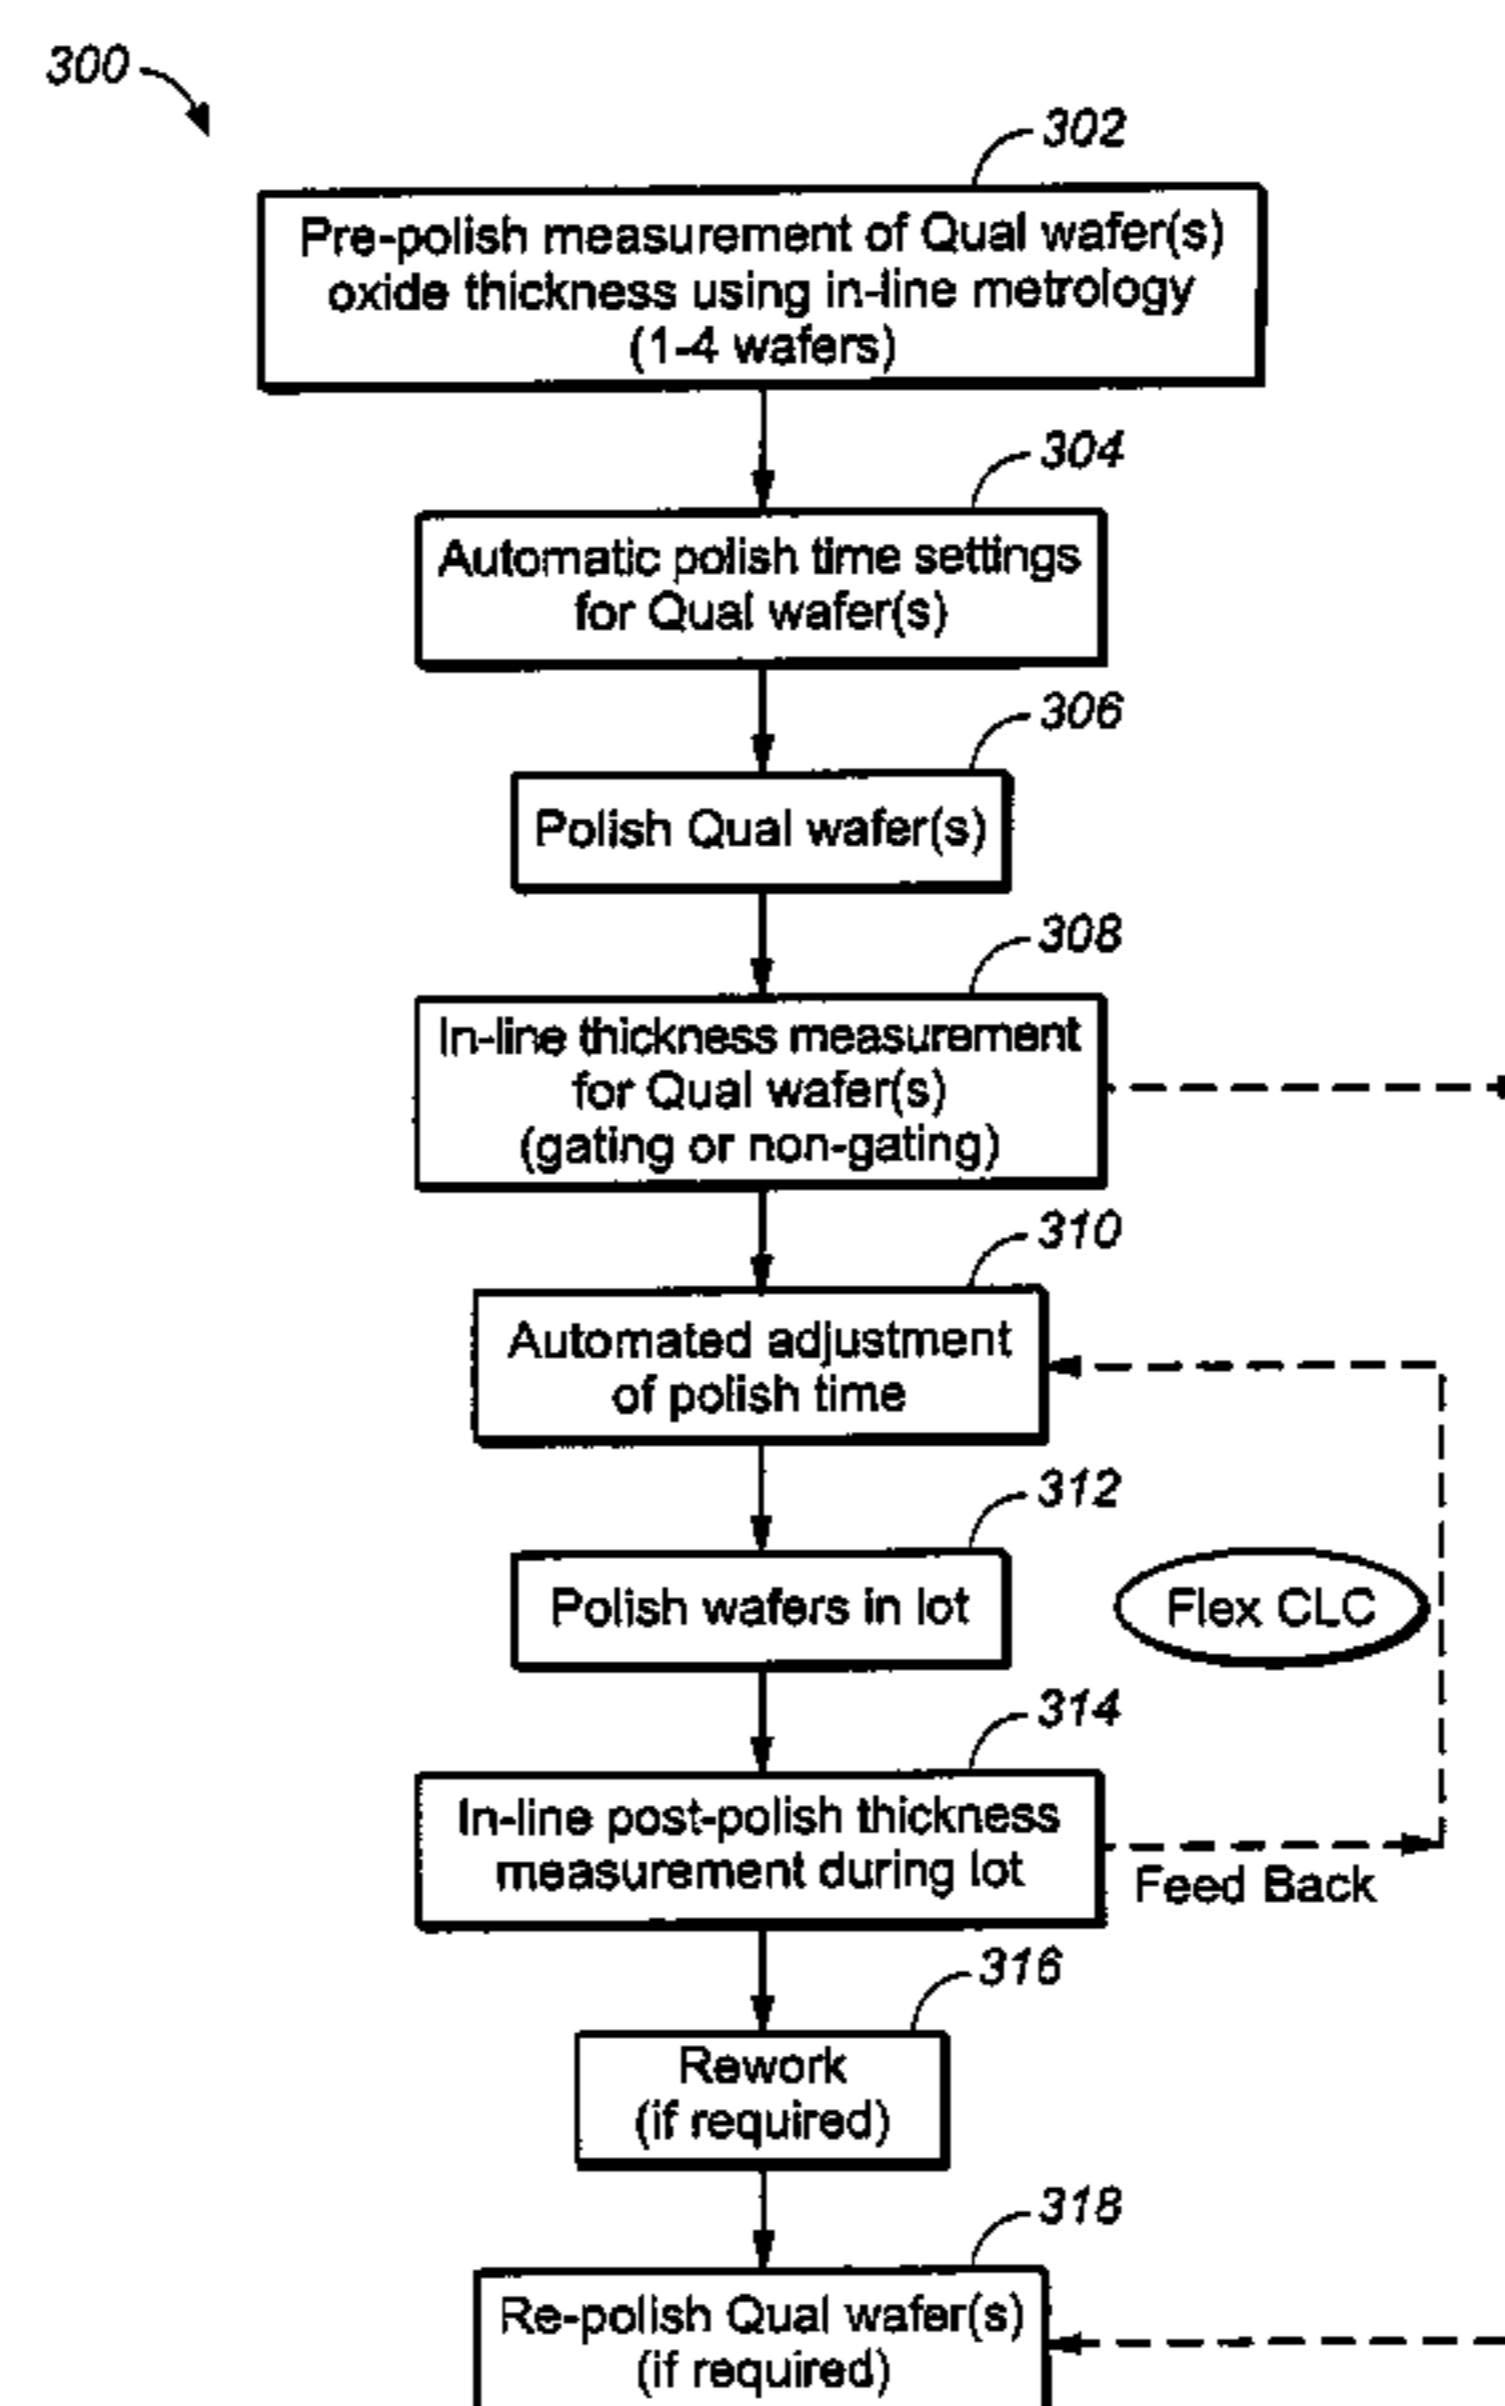 300
302
Pre-polish measurement of Qual wafer(s)
oxide thickness using in-line metrology
(1-4 wafers)
304
Automatic polish time settings
for Qual wafer(s)
306
Polish Qual wafer(s)
308
In-line thickness measurement
for Qual wafer(s)
(gating or non-gating)
310
Automated adjustment
of polish time
312
Polish wafers in lot
Flex CLC
314
In-line post-polish thickness
measurement during lot
Feed Back
316
Rework
(if required)
318
Re-polish Qual wafer(s)
(if required)